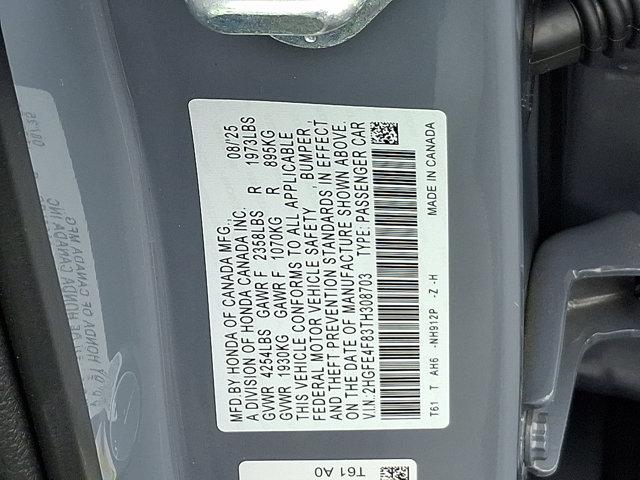 MFD.BY HONDA OF CANADA MFG. 08/'25
A DIVISION OF HONDA CANADA INC.
GVWR 4254LBS GAWR F 2358LBS R 1973LBS
GVWR 1930KG GAWR F 1070KG R 895KG
THIS VEHICLE CONFORMS TO ALL APPLICABLE
FEDERAL MOTOR VEHICLE SAFETY , BUMPER ,
AND THEFT PREVENTION STANDARDS IN EFFECT
ON THE DATE OF MANUFACTURE SHOWN ABOVE.
V.I.N: 2HGFE4F83TH308703 TYPE: PASSENGER CAR
T61 T AH6 -NH912P -Z -H MADE IN CANADA
T61 A0